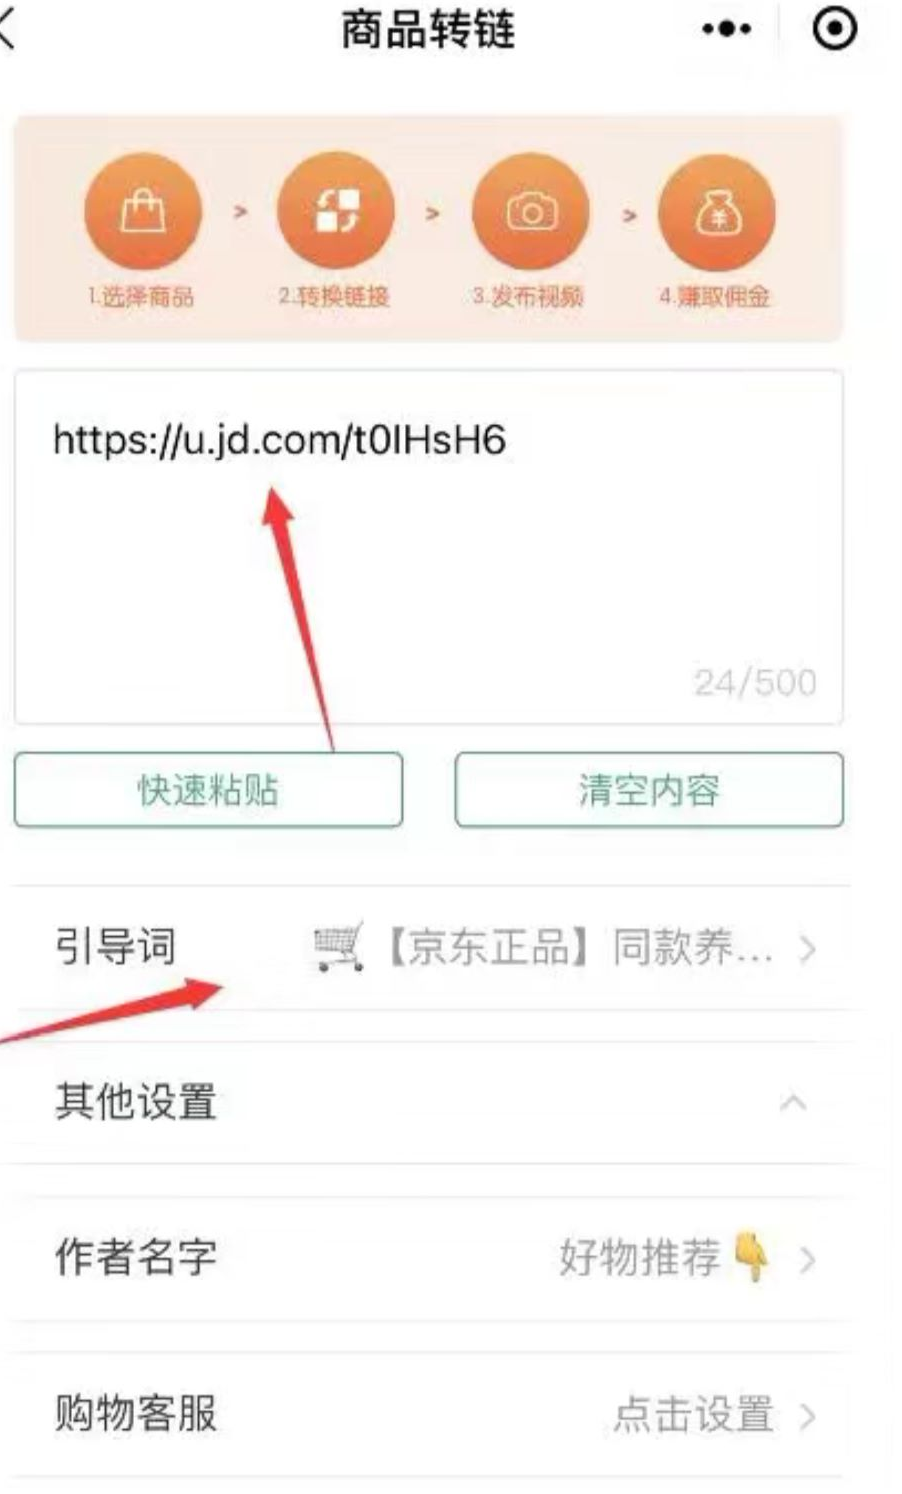 商品转链
1.选择商品 > 2.转换链接 > 3.发布视频 > 4.赚取佣金
https://u.jd.com/t0IHsH6
24/500
快速粘贴 清空内容
引导词 🛒【京东正品】同款养...
其他设置
作者名字 好物推荐👇
购物客服 点击设置